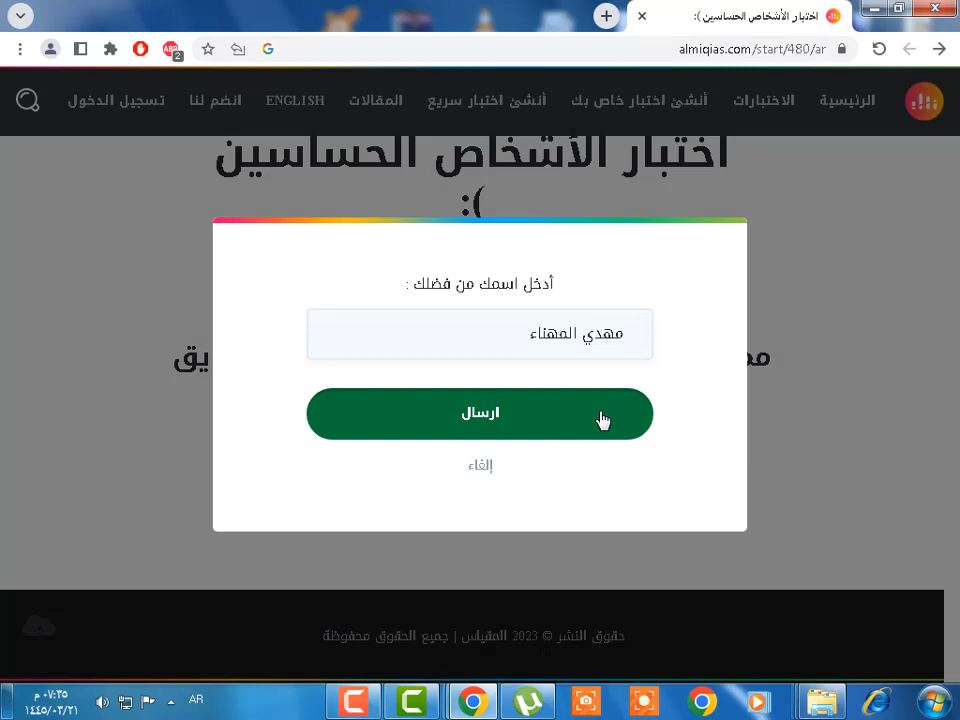 اختبار الأشخاص الحساسين ):
almiqias.com/start/480/ar
2
الرئيسية
الاختبارات
أنشئ اختبار خاص بك
أنشئ اختبار سريع
المقالات
ENGLISH
انضم لنا
تسجيل الدخول
اختبار الأشخاص الحساسين
):
أدخل اسمك من فضلك :
مهدي المهناء
ارسال
إلغاء
حقوق النشر © 2023 المقياس | جميع الحقوق محفوظة
AR
٠٧:٣٥ م
١٤٤٥/٠٣/٢١